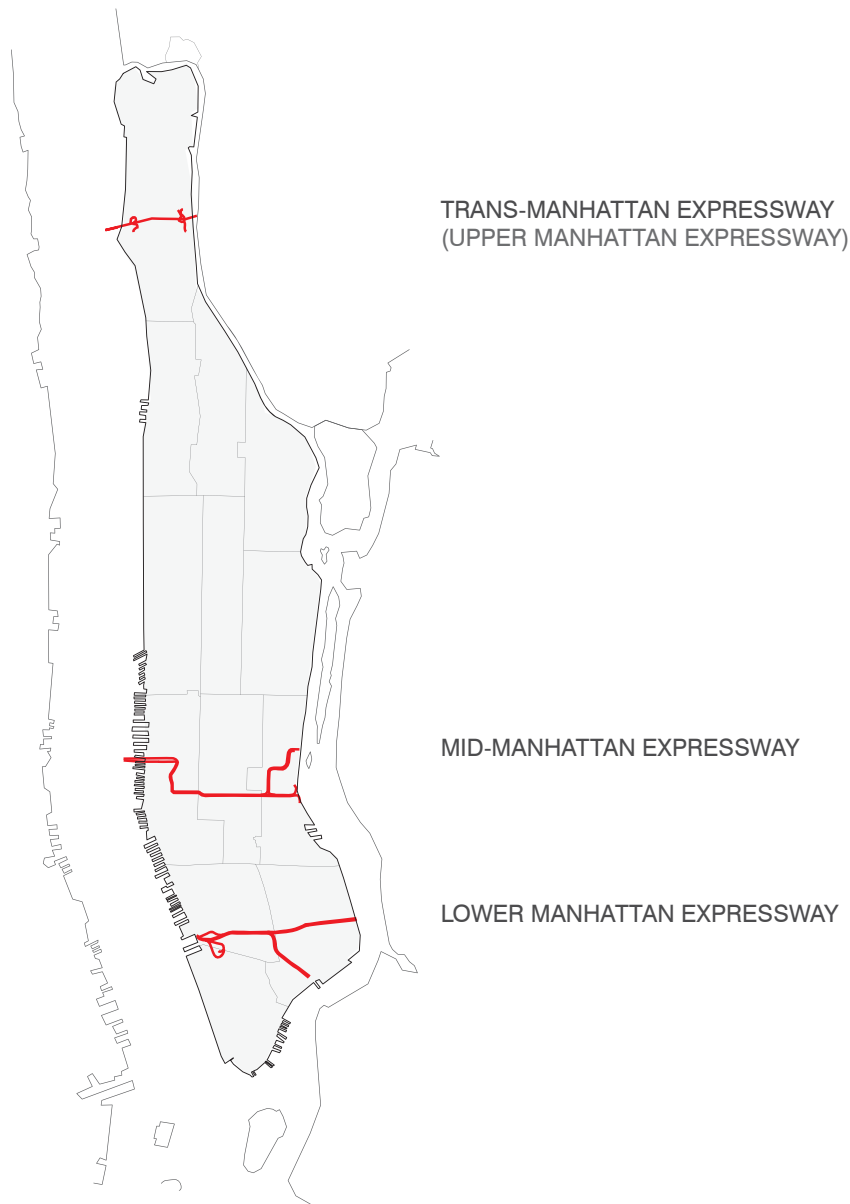 TRANS-MANHATTAN EXPRESSWAY
(UPPER MANHATTAN EXPRESSWAY)
MID-MANHATTAN EXPRESSWAY
LOWER MANHATTAN EXPRESSWAY